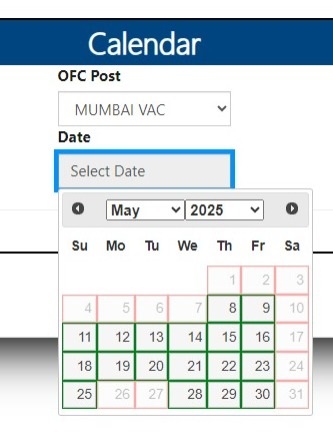 Calendar
OFC Post
MUMBAI VAC
Date
Select Date
May 2025
Su Mo Tu We Th Fr Sa
1 2 3
4 5 6 7 8 9 10
11 12 13 14 15 16 17
18 19 20 21 22 23 24
25 26 27 28 29 30 31